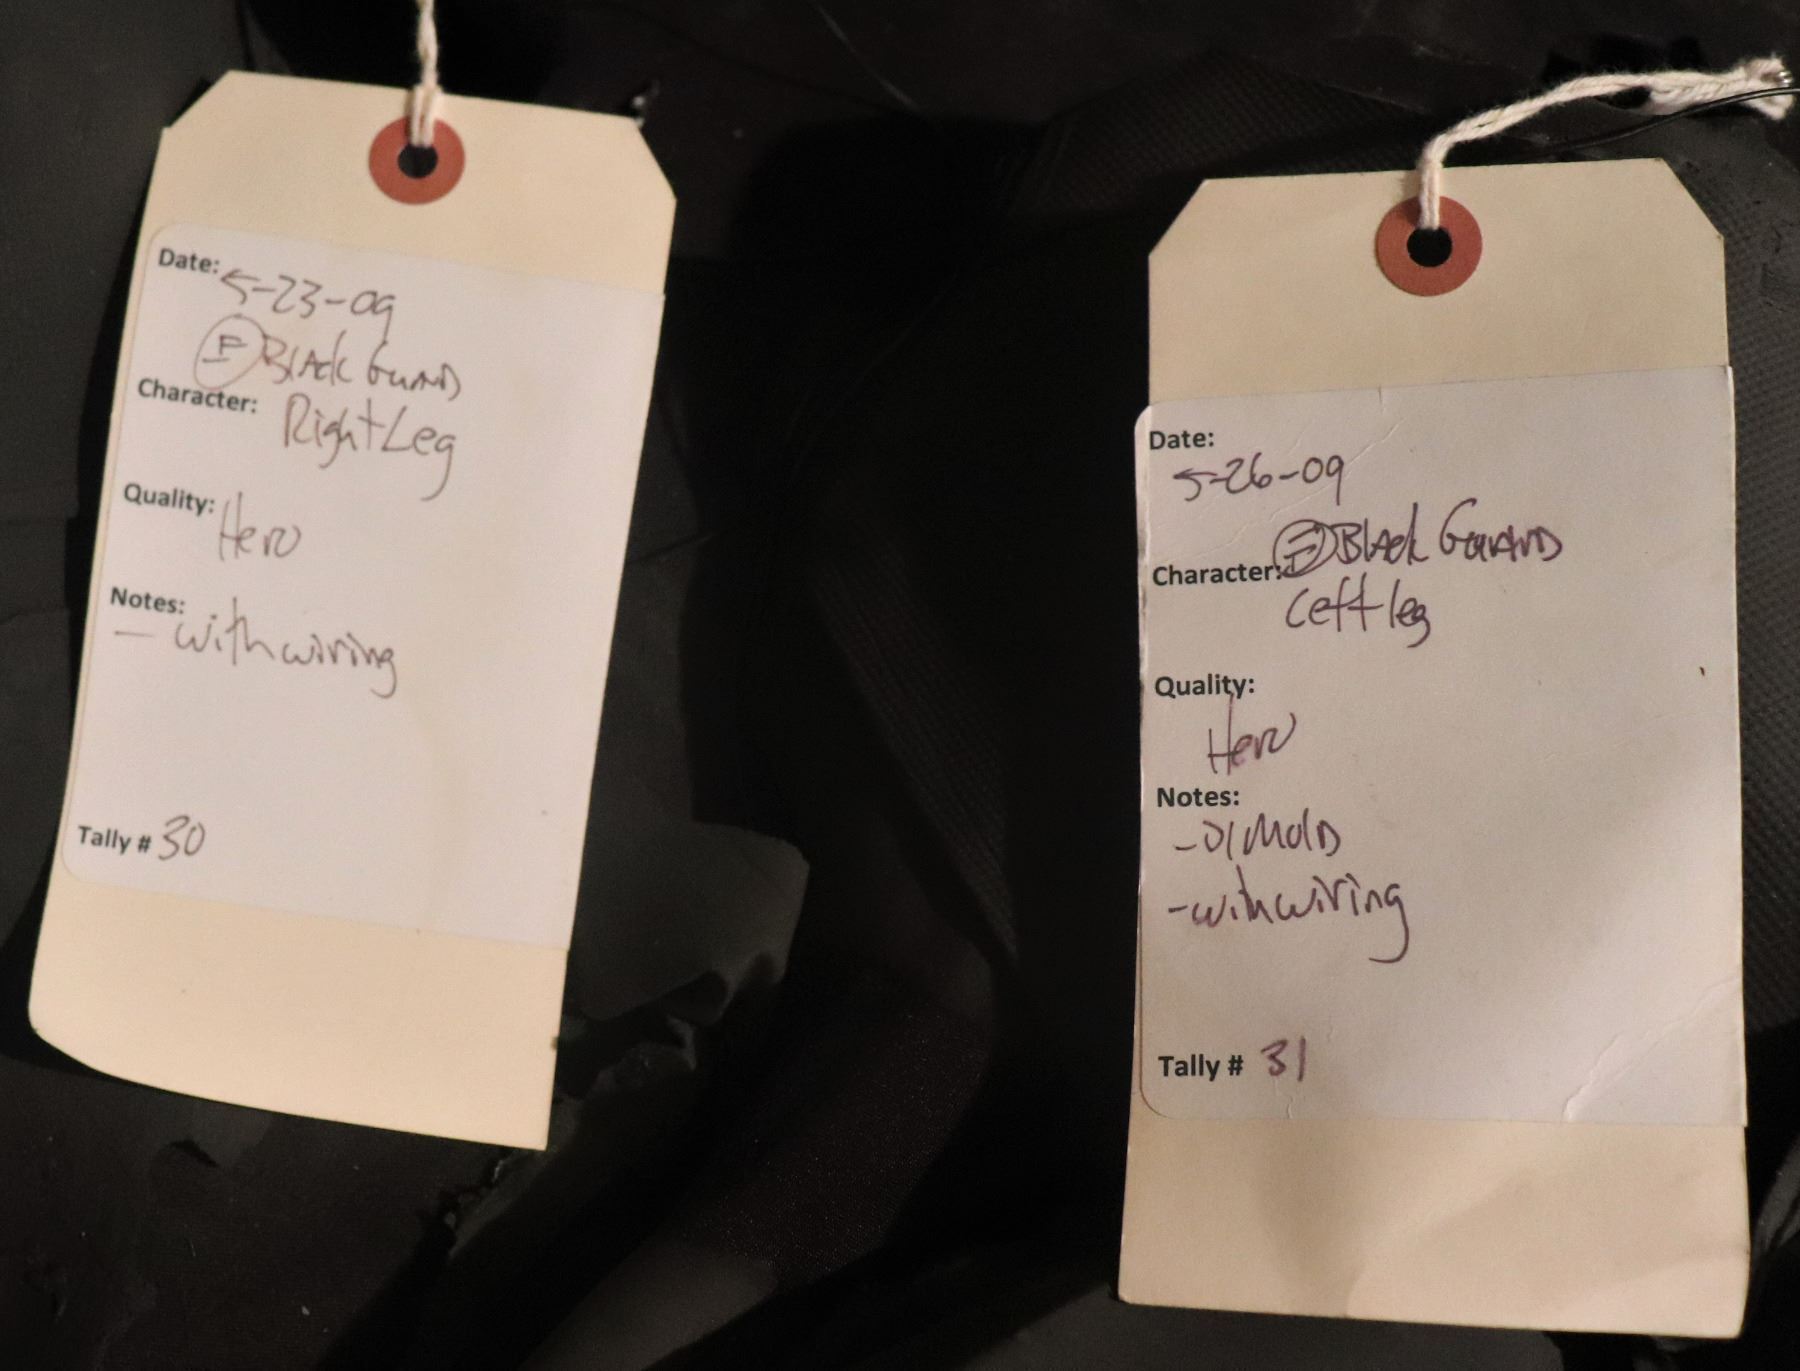 Date: 5-23-09
F Black Guard
Character: Right Leg
Quality: Hero
Notes:
- with wiring
Tally # 30
Date:
5-26-09
F Black Guard
Character:
Left leg
Quality:
Hero
Notes:
- Mold
- with wiring
Tally # 31